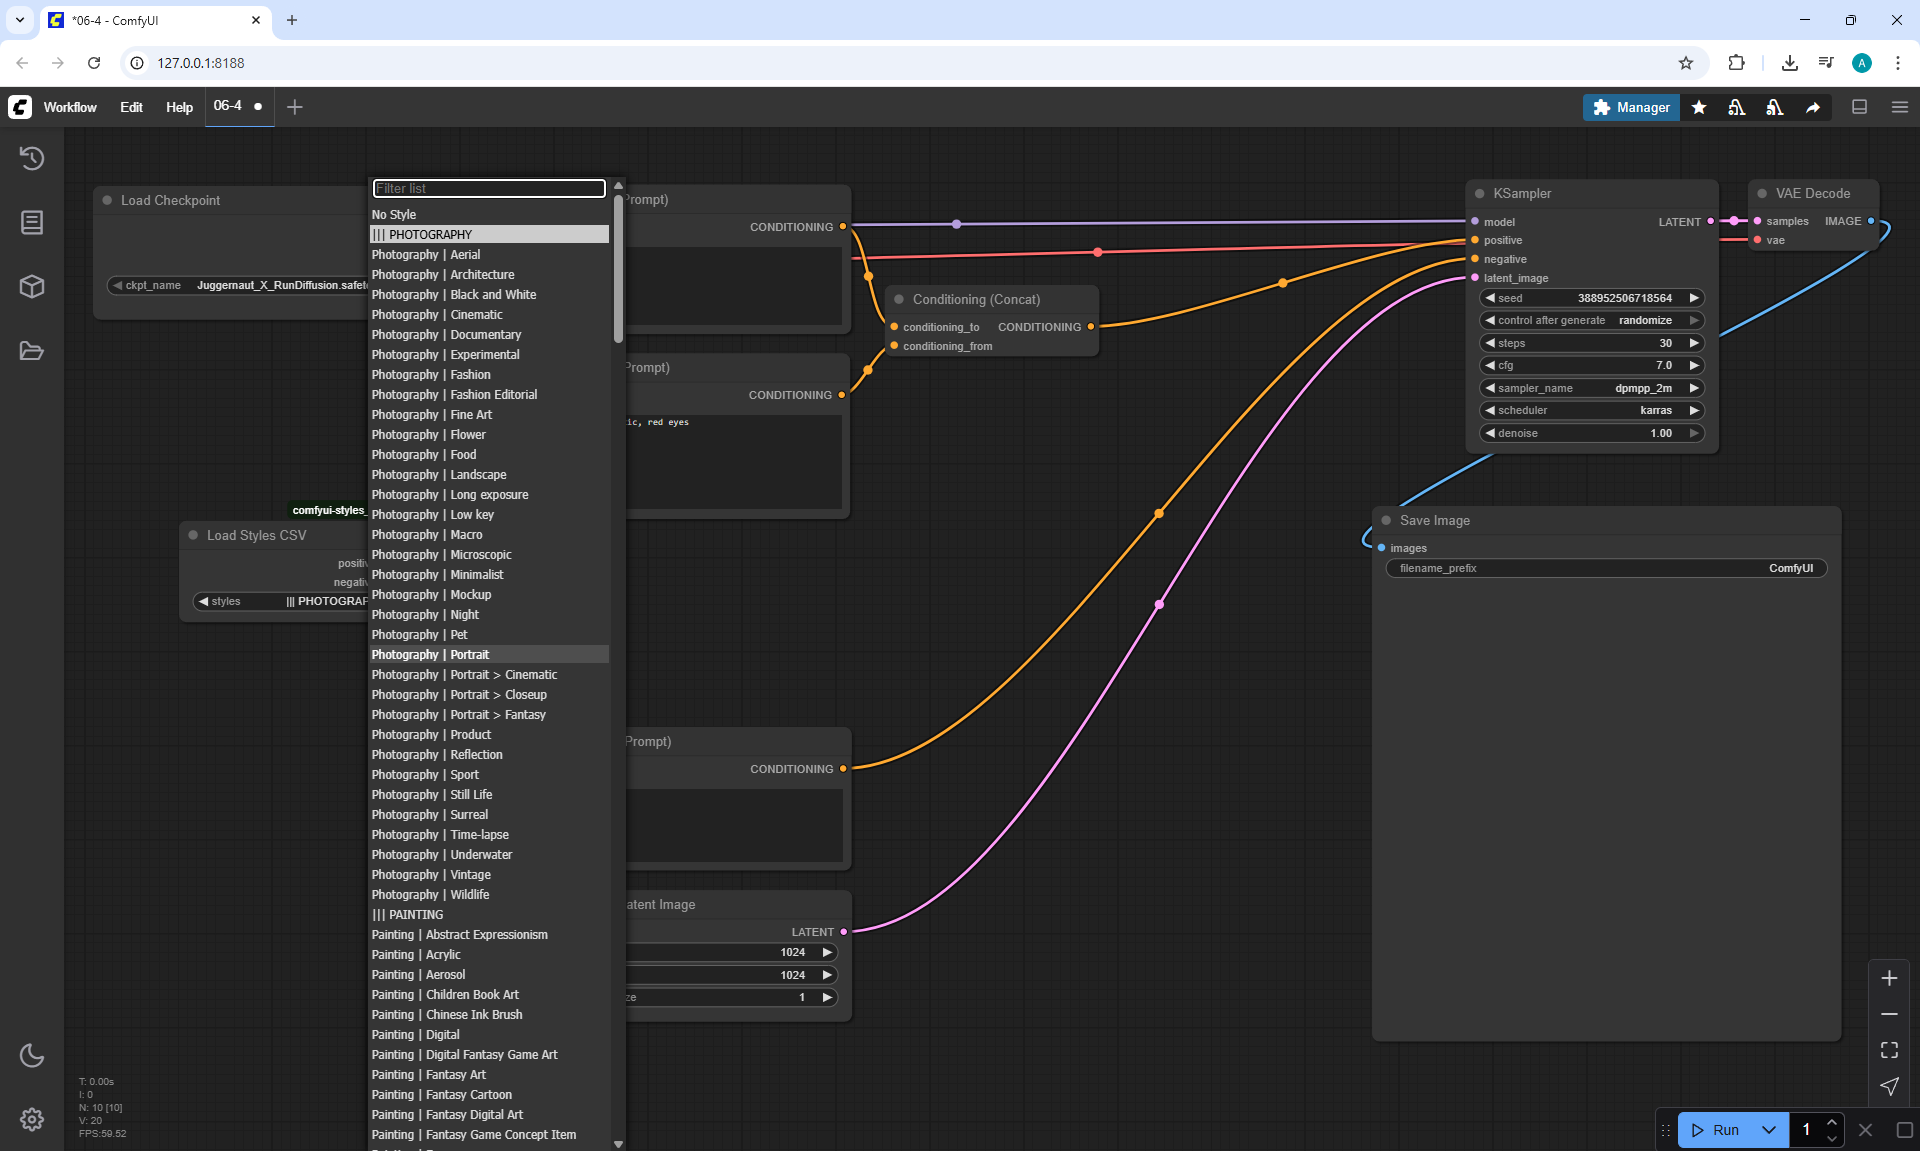 *06-4 - ComfyUI
127.0.0.1:8188
A
Workflow
Edit
Help
06-4
Manager
Load Checkpoint
ckpt_name
Juggernaut_X_RunDiffusion.safet
comfyui-styles_
Load Styles CSV
positiv
negativ
styles
||| PHOTOGRAP
Filter list
No Style
||| PHOTOGRAPHY
Photography | Aerial
Photography | Architecture
Photography | Black and White
Photography | Cinematic
Photography | Documentary
Photography | Experimental
Photography | Fashion
Photography | Fashion Editorial
Photography | Fine Art
Photography | Flower
Photography | Food
Photography | Landscape
Photography | Long exposure
Photography | Low key
Photography | Macro
Photography | Microscopic
Photography | Minimalist
Photography | Mockup
Photography | Night
Photography | Pet
Photography | Portrait
Photography | Portrait > Cinematic
Photography | Portrait > Closeup
Photography | Portrait > Fantasy
Photography | Product
Photography | Reflection
Photography | Sport
Photography | Still Life
Photography | Surreal
Photography | Time-lapse
Photography | Underwater
Photography | Vintage
Photography | Wildlife
||| PAINTING
Painting | Abstract Expressionism
Painting | Acrylic
Painting | Aerosol
Painting | Children Book Art
Painting | Chinese Ink Brush
Painting | Digital
Painting | Digital Fantasy Game Art
Painting | Fantasy Art
Painting | Fantasy Cartoon
Painting | Fantasy Digital Art
Painting | Fantasy Game Concept Item
Prompt)
CONDITIONING
Prompt)
CONDITIONING
ic, red eyes
Prompt)
CONDITIONING
atent Image
LATENT
1024
1024
ze 1
Conditioning (Concat)
conditioning_to CONDITIONING
conditioning_from
KSampler
model LATENT
positive
negative
latent_image
seed 388952506718564
control after generate randomize
steps 30
cfg 7.0
sampler_name dpmpp_2m
scheduler karras
denoise 1.00
VAE Decode
samples IMAGE
vae
Save Image
images
filename_prefix ComfyUI
T: 0.00s
I: 0
N: 10 [10]
V: 20
FPS:59.52
Run
1